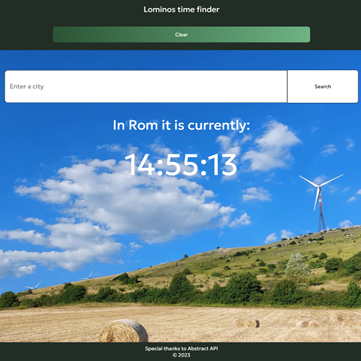 Lominos time finder
Clear
Enter a city
Search
In Rom it is currently:
14:55:13
Special thanks to Abstract API
© 2023